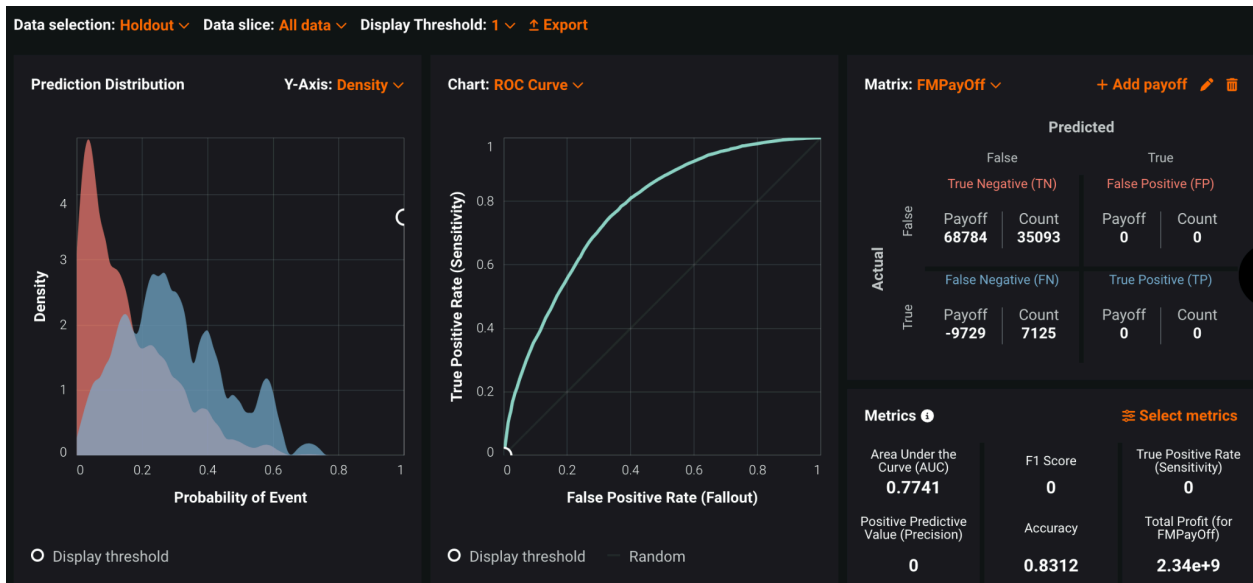 Data selection: Holdout Data slice: All data Display Threshold: 1 Export
Prediction Distribution Y-Axis: Density
4
3
2
1
0
Density
0 0.2 0.4 0.6 0.8 1
Probability of Event
Display threshold
Chart: ROC Curve
1
0.8
0.6
0.4
0.2
0
True Positive Rate (Sensitivity)
0 0.2 0.4 0.6 0.8 1
False Positive Rate (Fallout)
Display threshold Random
Matrix: FMPayOff + Add payoff
Predicted
False True
Actual
False
True Negative (TN) False Positive (FP)
Payoff Count Payoff Count
68784 35093 0 0
True
False Negative (FN) True Positive (TP)
Payoff Count Payoff Count
-9729 7125 0 0
Metrics i Select metrics
Area Under the
Curve (AUC)
0.7741
F1 Score
0
True Positive Rate
(Sensitivity)
0
Positive Predictive
Value (Precision)
0
Accuracy
0.8312
Total Profit (for
FMPayOff)
2.34e+9